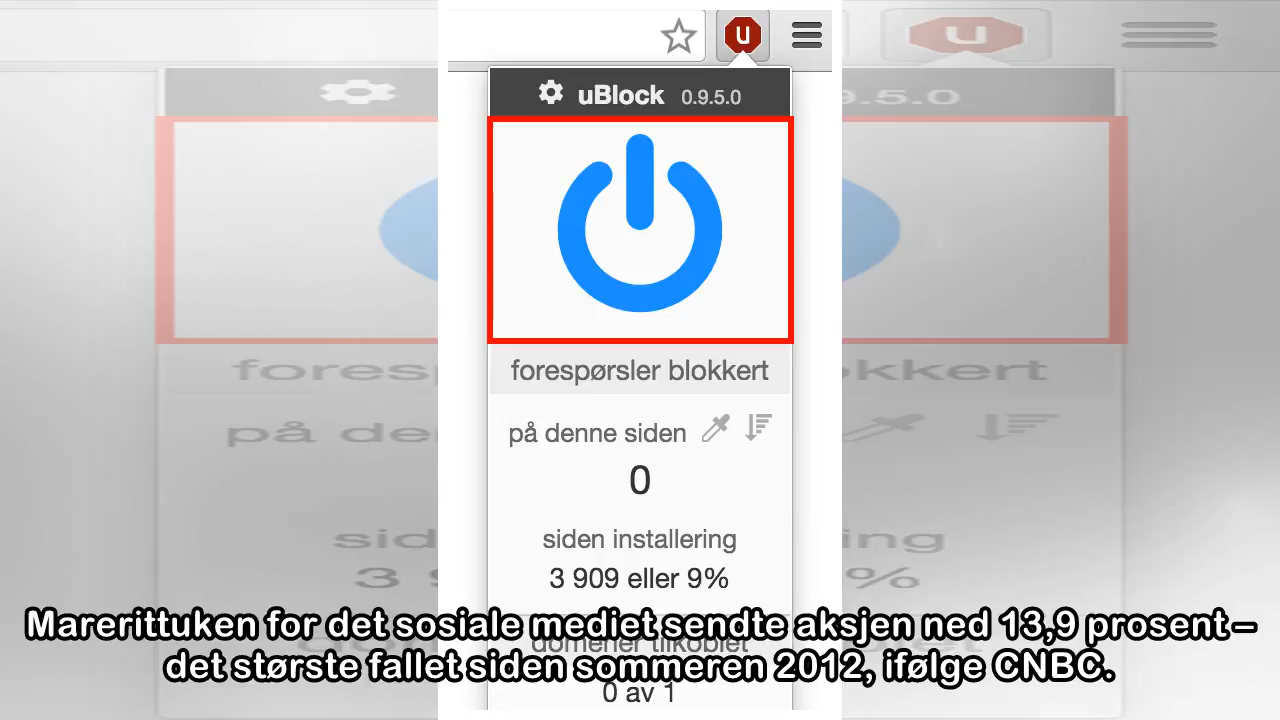 u
uBlock 0.9.5.0
forespørsler blokkert
på denne siden
0
siden installering
3 909 eller 9%
domener tilkoblet
0 av 1
Marerittuken for det sosiale mediet sendte aksjen ned 13,9 prosent –
det største fallet siden sommeren 2012, ifølge CNBC.